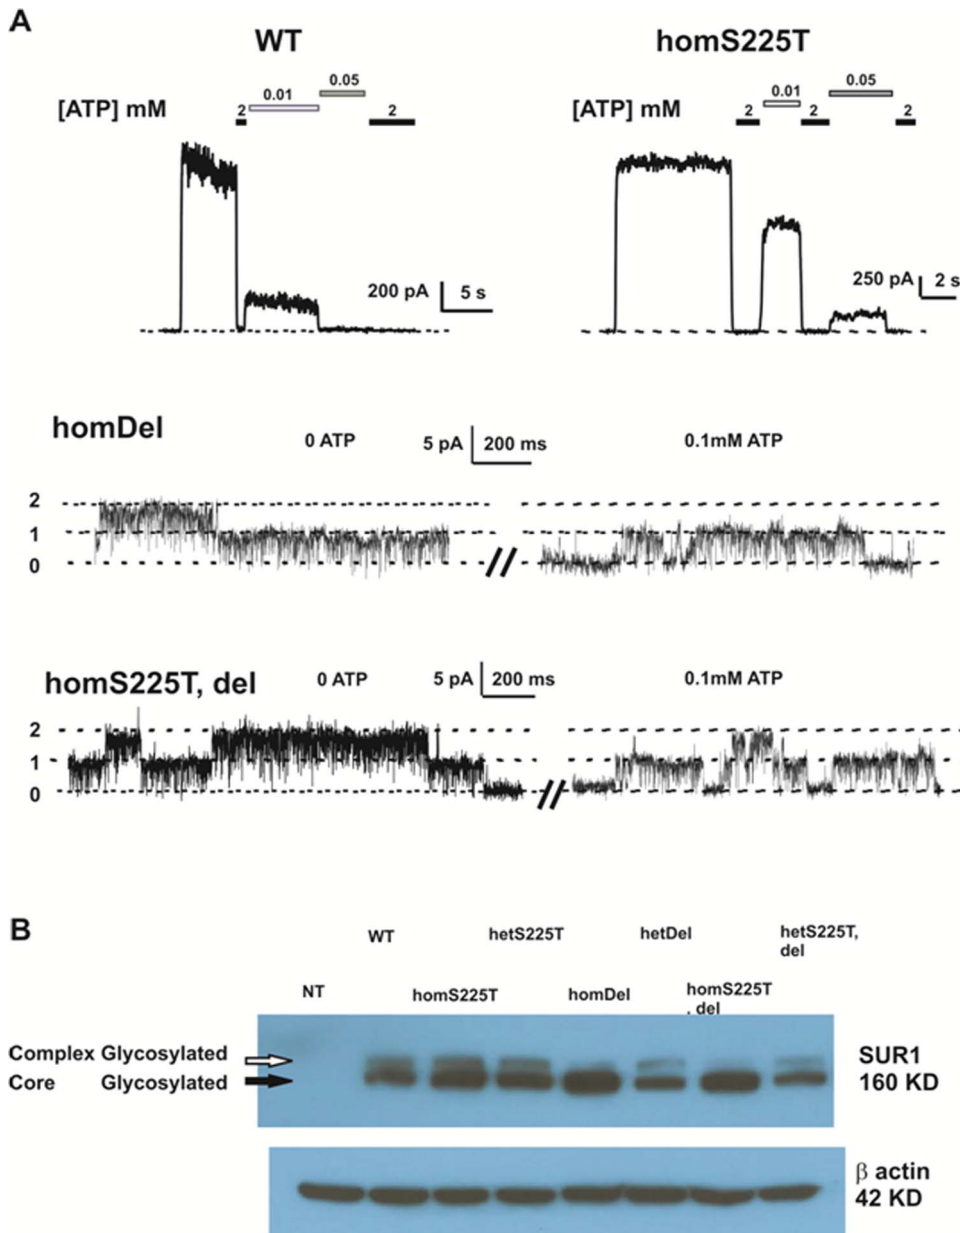 A
WT
homS225T
[ATP] mM
2
0.01
0.05
2
[ATP] mM
2
0.01
2
0.05
2
200 pA
5 s
250 pA
2 s
homDel
0 ATP
5 pA
200 ms
0.1mM ATP
2
1
0
homS225T, del
0 ATP
5 pA
200 ms
0.1mM ATP
2
1
0
B
WT
hetS225T
hetDel
hetS225T,
del
NT
homS225T
homDel
homS225T
, del
Complex Glycosylated
Core Glycosylated
SUR1
160 KD
β actin
42 KD